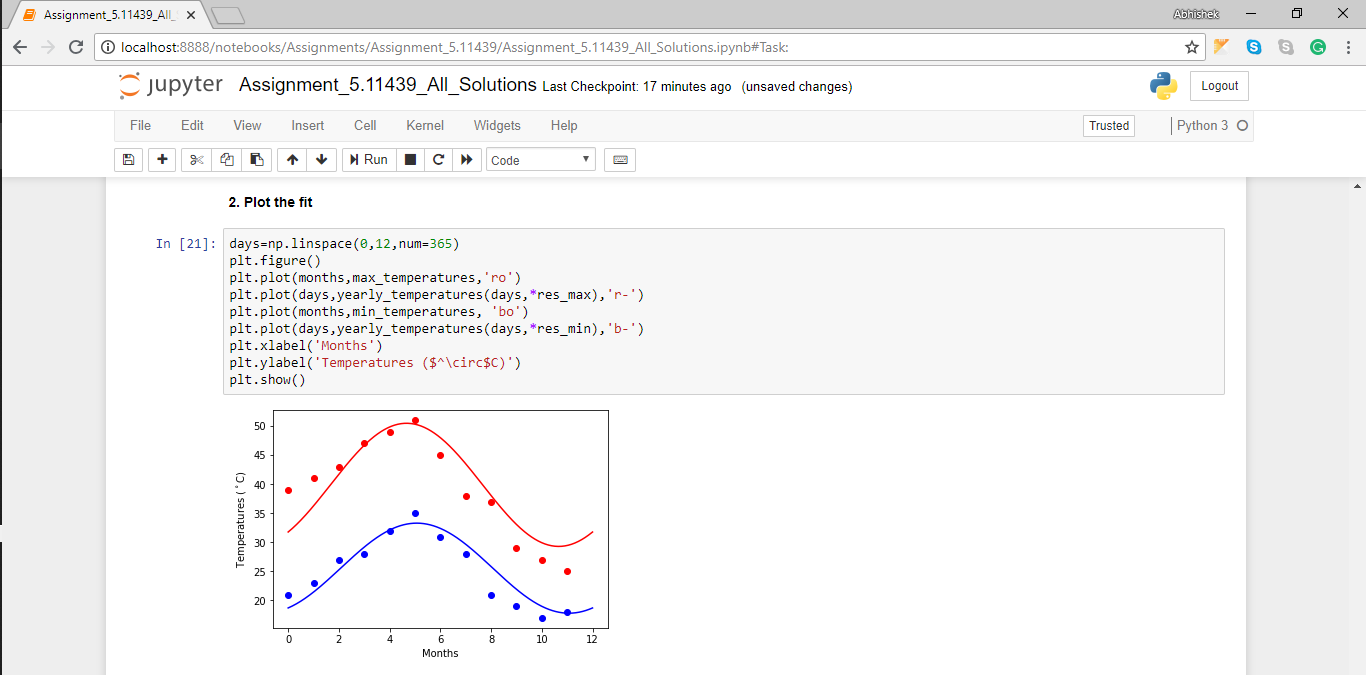 Assignment_5.11439_All_
Abhishek
localhost:8888/notebooks/Assignments/Assignment_5.11439/Assignment_5.11439_All_Solutions.ipynb#Task:
jupyter Assignment_5.11439_All_Solutions Last Checkpoint: 17 minutes ago (unsaved changes)
Logout
File Edit View Insert Cell Kernel Widgets Help
Trusted
Python 3
Run
Code
2. Plot the fit
In [21]:
days=np.linspace(0,12,num=365)
plt.figure()
plt.plot(months,max_temperatures,'ro')
plt.plot(days,yearly_temperatures(days,*res_max),'r-')
plt.plot(months,min_temperatures, 'bo')
plt.plot(days,yearly_temperatures(days,*res_min),'b-')
plt.xlabel('Months')
plt.ylabel('Temperatures ($^\circ$C)')
plt.show()
50
45
40
35
30
25
20
Temperatures (°C)
0 2 4 6 8 10 12
Months